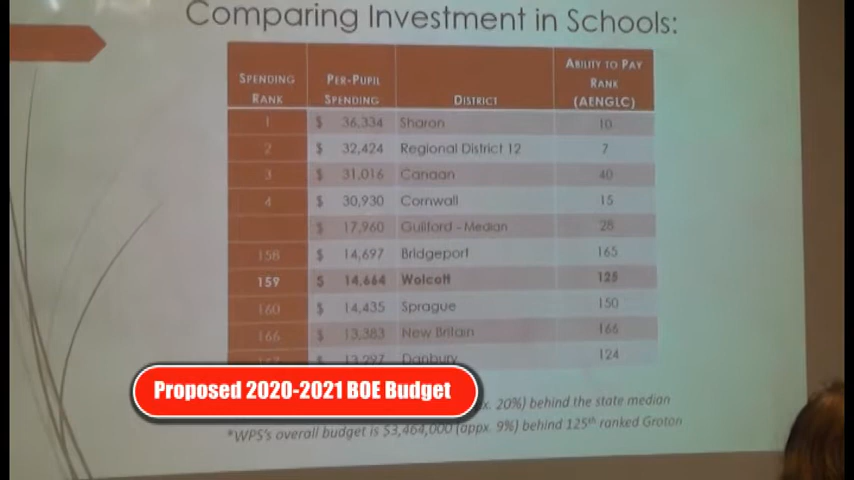 Comparing Investment in Schools:
SPENDING RANK PER-PUPIL SPENDING DISTRICT ABILITY TO PAY RANK (AENGLC)
1 $ 36,334 Sharon 10
2 $ 32,424 Regional District 12 7
3 $ 31,016 Canaan 40
4 $ 30,930 Cornwall 15
$ 17,960 Guilford - Median 28
158 $ 14,697 Bridgeport 165
159 $ 14,664 Wolcott 125
160 $ 14,435 Sprague 150
166 $ 13,383 New Britain 166
$ 13,297 Danbury 124
Proposed 2020-2021 BOE Budget
20%) behind the state median
*WPS's overall budget is $3,464,000 (appx. 9%) behind 125th ranked Groton